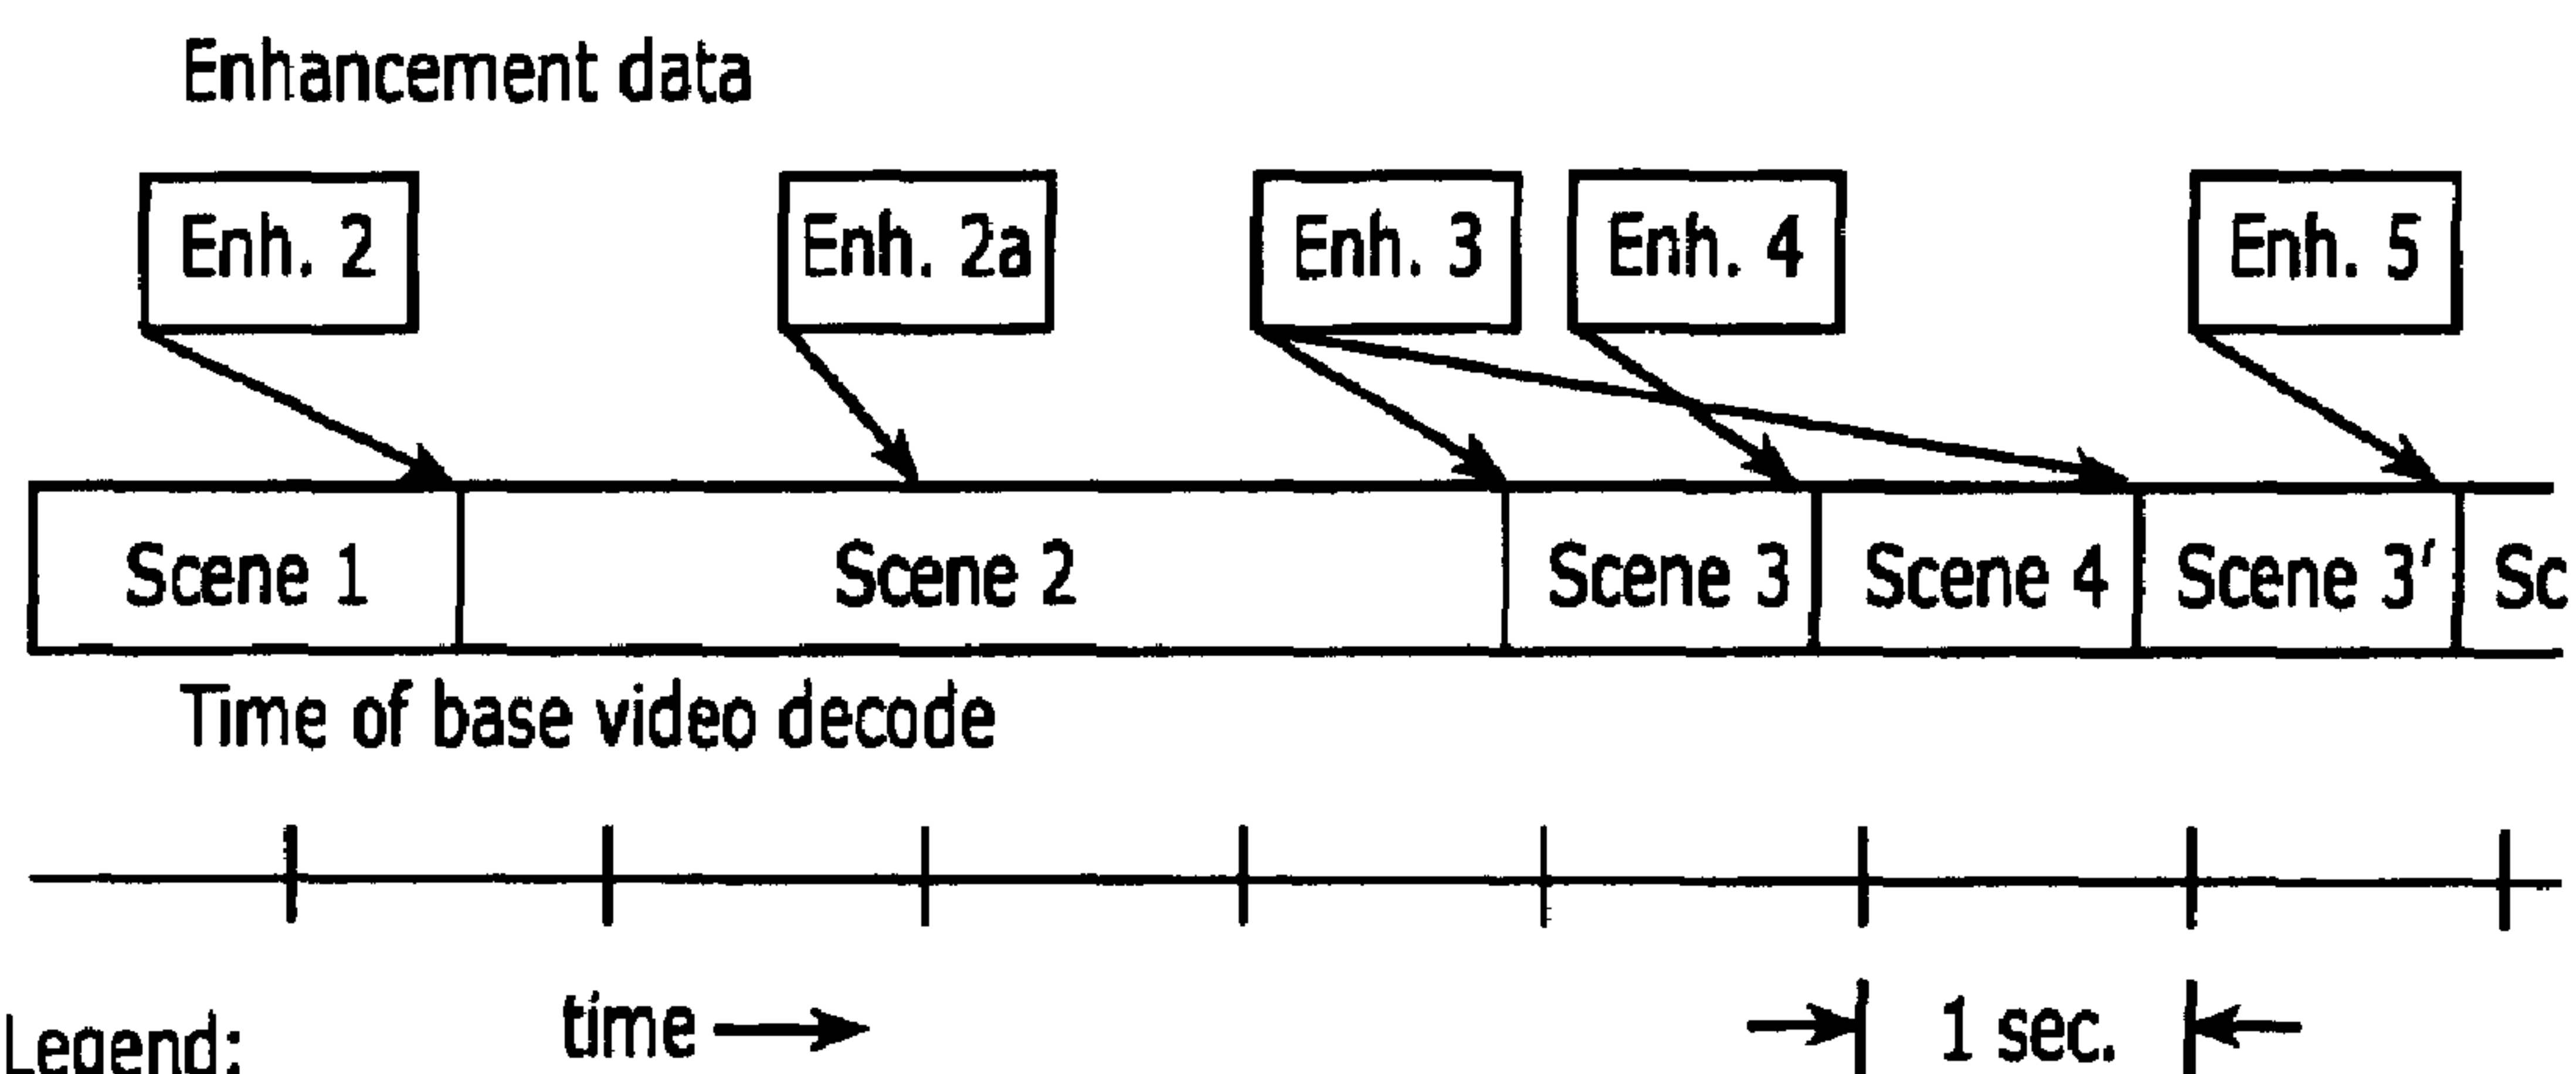 Enhancement data
Enh. 2
Enh. 2a
Enh. 3
Enh. 4
Enh. 5
Scene 1
Scene 2
Scene 3
Scene 4
Scene 3'
Sc
Time of base video decode
time
1 sec.
Legend: